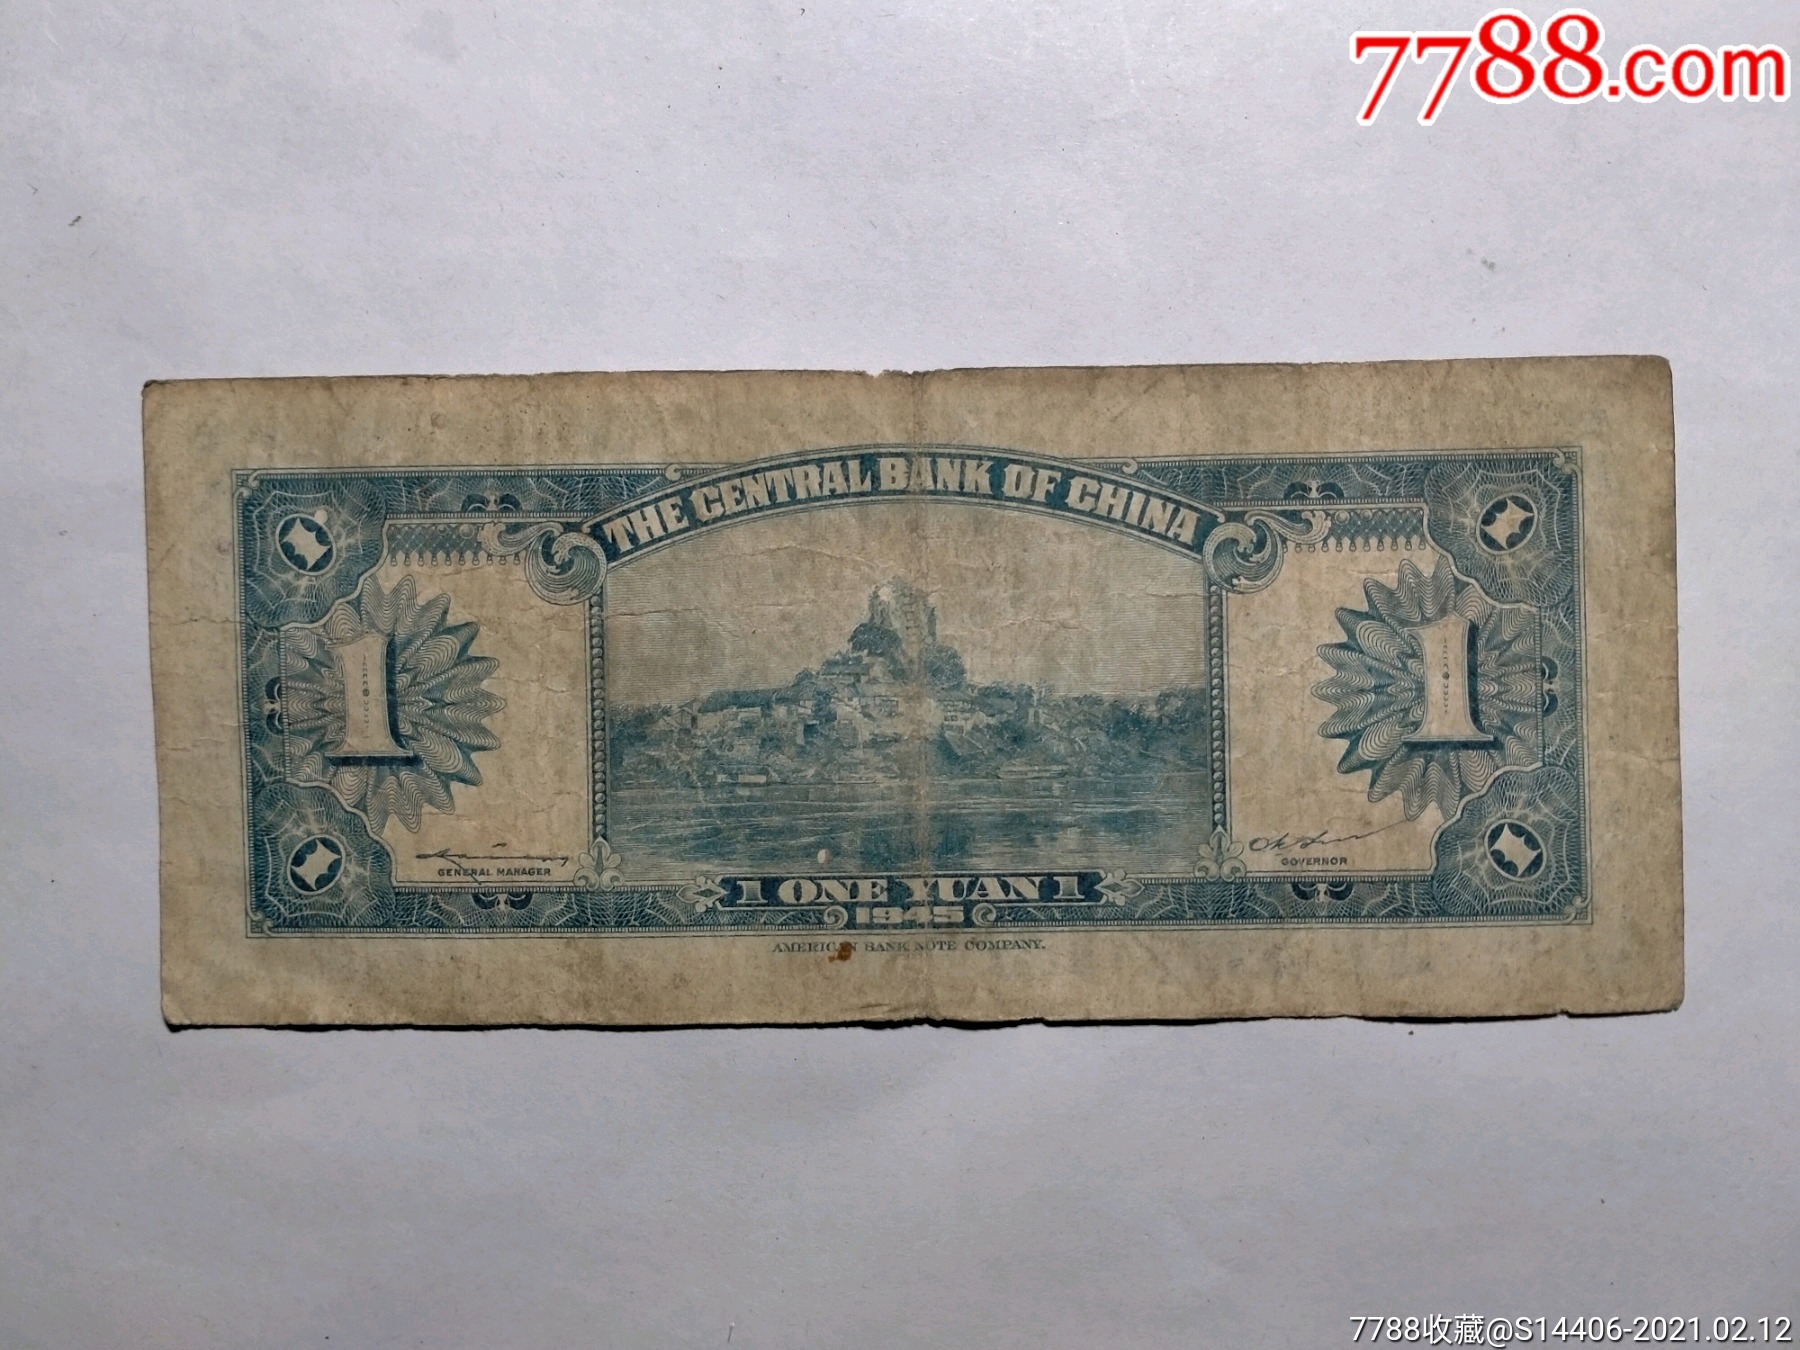 7788.com
THE CENTRAL BANK OF CHINA
1
1
GENERAL MANAGER
GOVERNOR
1 ONE YUAN 1
1945
AMERICAN BANK NOTE COMPANY.
7788收藏@S14406-2021.02.12